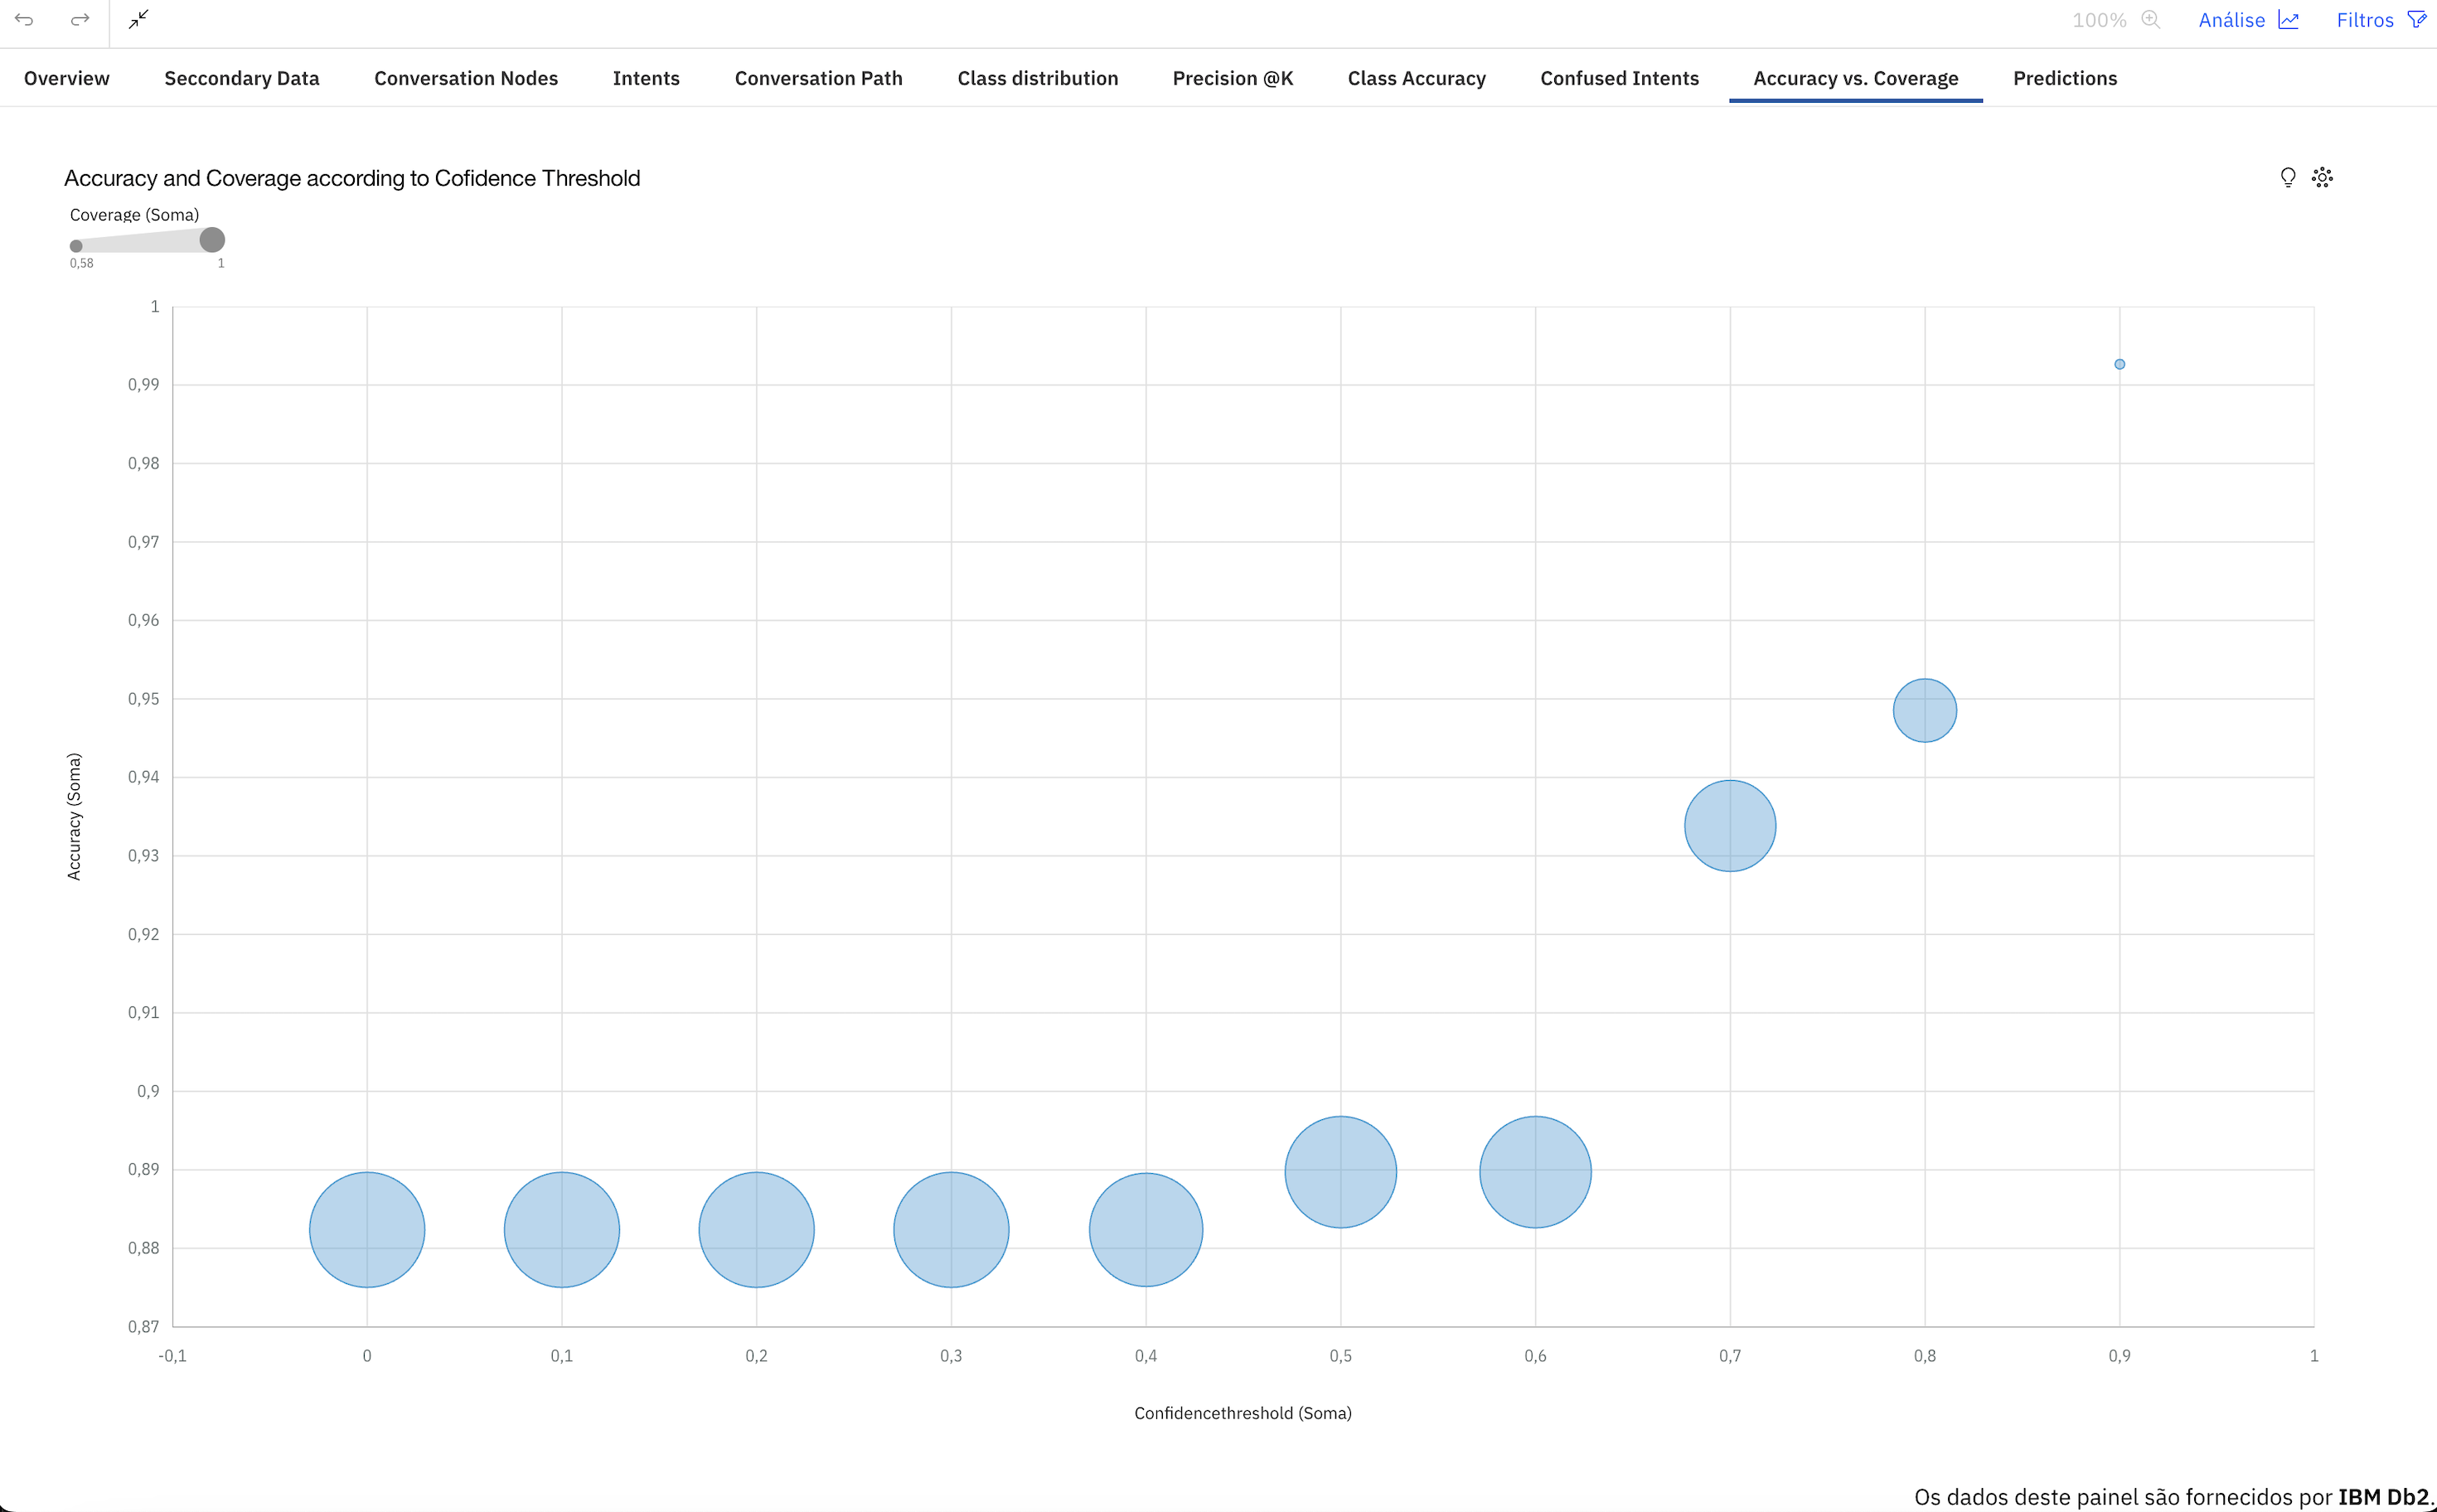 100% Análise Filtros
Overview Seccondary Data Conversation Nodes Intents Conversation Path Class distribution Precision @K Class Accuracy Confused Intents Accuracy vs. Coverage Predictions
Accuracy and Coverage according to Cofidence Threshold
Coverage (Soma)
0,58 1
Accuracy (Soma)
1
0,99
0,98
0,97
0,96
0,95
0,94
0,93
0,92
0,91
0,9
0,89
0,88
0,87
-0,1 0 0,1 0,2 0,3 0,4 0,5 0,6 0,7 0,8 0,9 1
Confidencethreshold (Soma)
Os dados deste painel são fornecidos por IBM Db2.